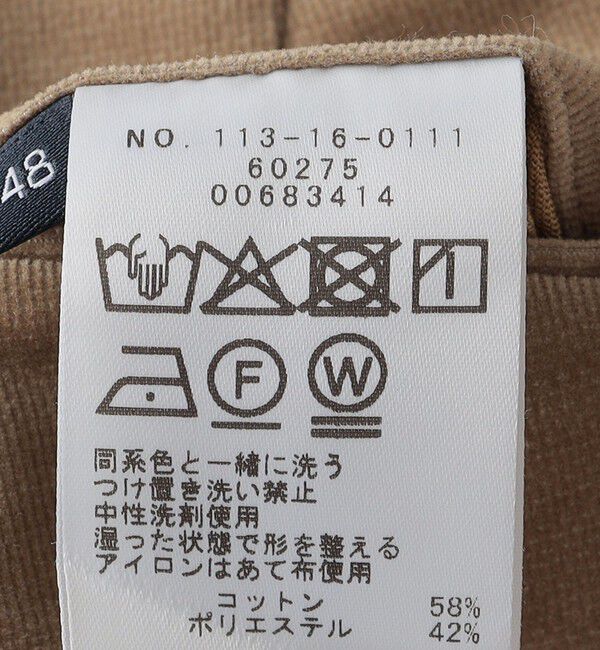 48
NO. 113-16-0111
60275
00683414
F
W
同系色と一緒に洗う
つけ置き洗い禁止
中性洗剤使用
湿った状態で形を整える
アイロンはあて布使用
コットン 58%
ポリエステル 42%